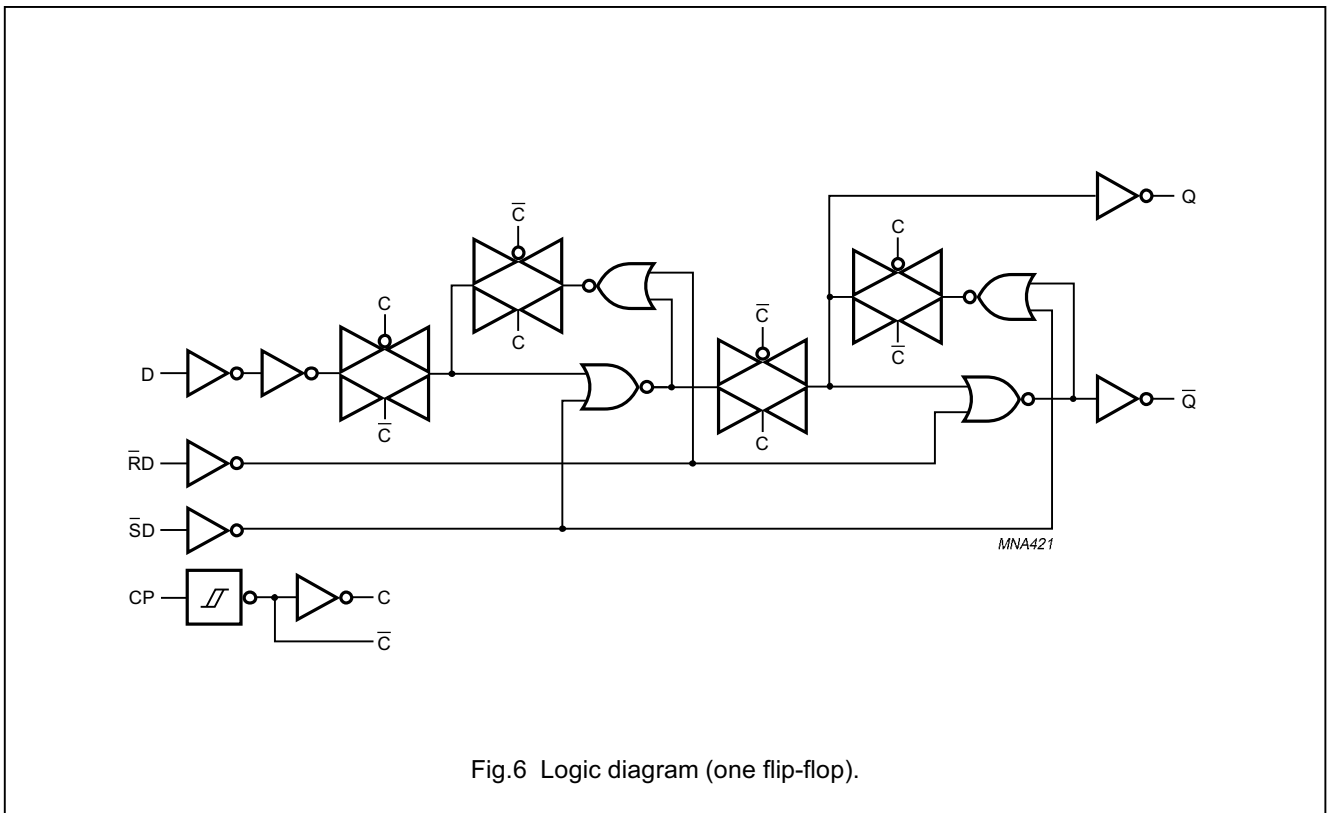 Q
C̅
C
C
C̅
C
C
D
C̅
Q̅
C̅
C
R̅D
S̅D
MNA421
CP
C
C̅
Fig.6 Logic diagram (one flip-flop).